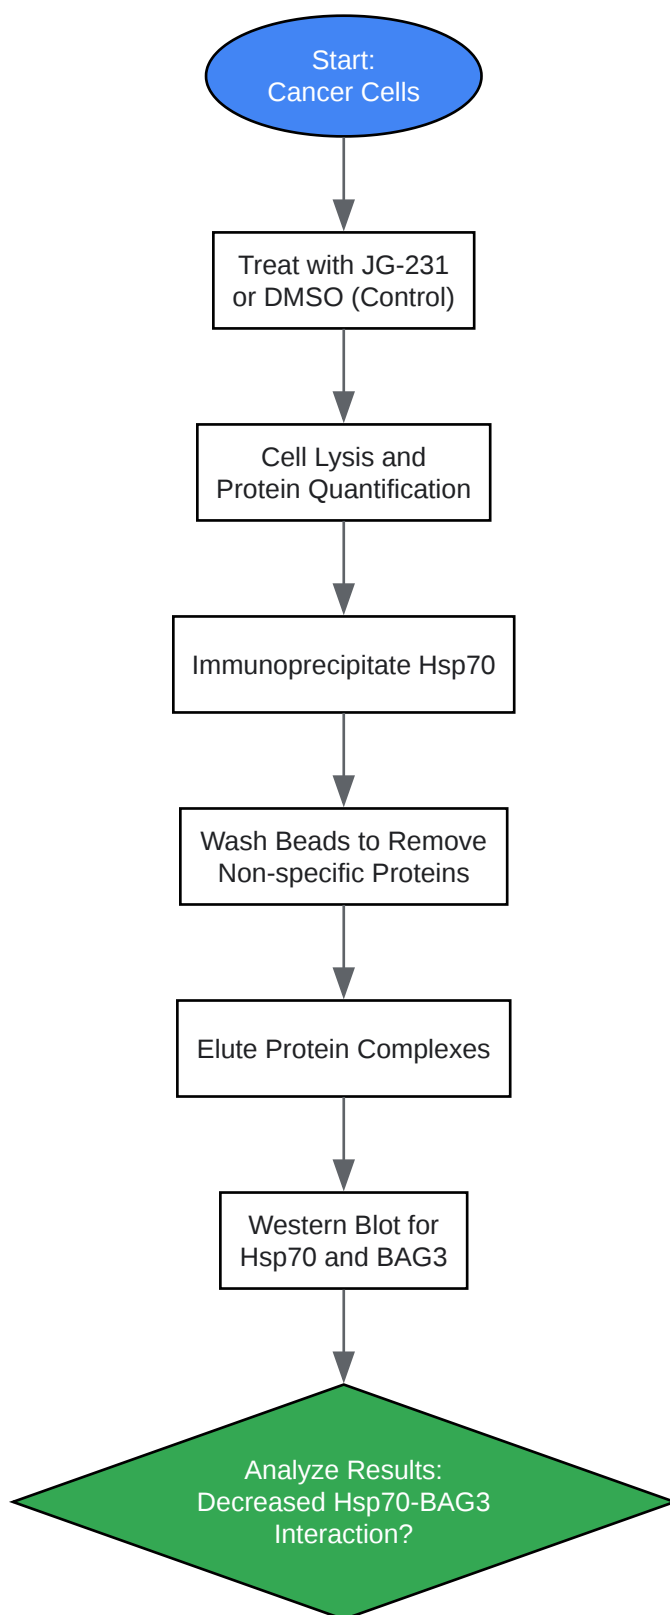 Start:
Cancer Cells
Treat with JG-231
or DMSO (Control)
Cell Lysis and
Protein Quantification
Immunoprecipitate Hsp70
Wash Beads to Remove
Non-specific Proteins
Elute Protein Complexes
Western Blot for
Hsp70 and BAG3
Analyze Results:
Decreased Hsp70-BAG3
Interaction?